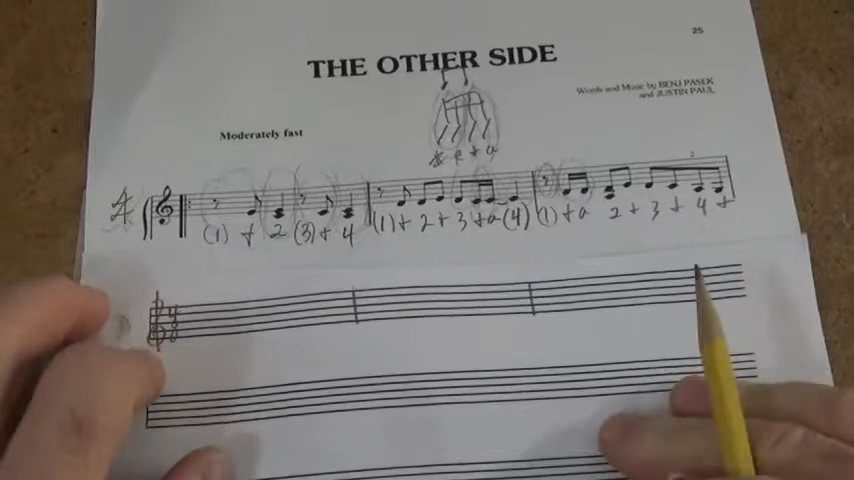 25
THE OTHER SIDE
Words and Music by BENJ PASEK
and JUSTIN PAUL
Moderately fast
e + a
(1) + 2 (3) + 4 (1) + 2 + 3 + a (4) (1) + a 2 + 3 + 4 +
4